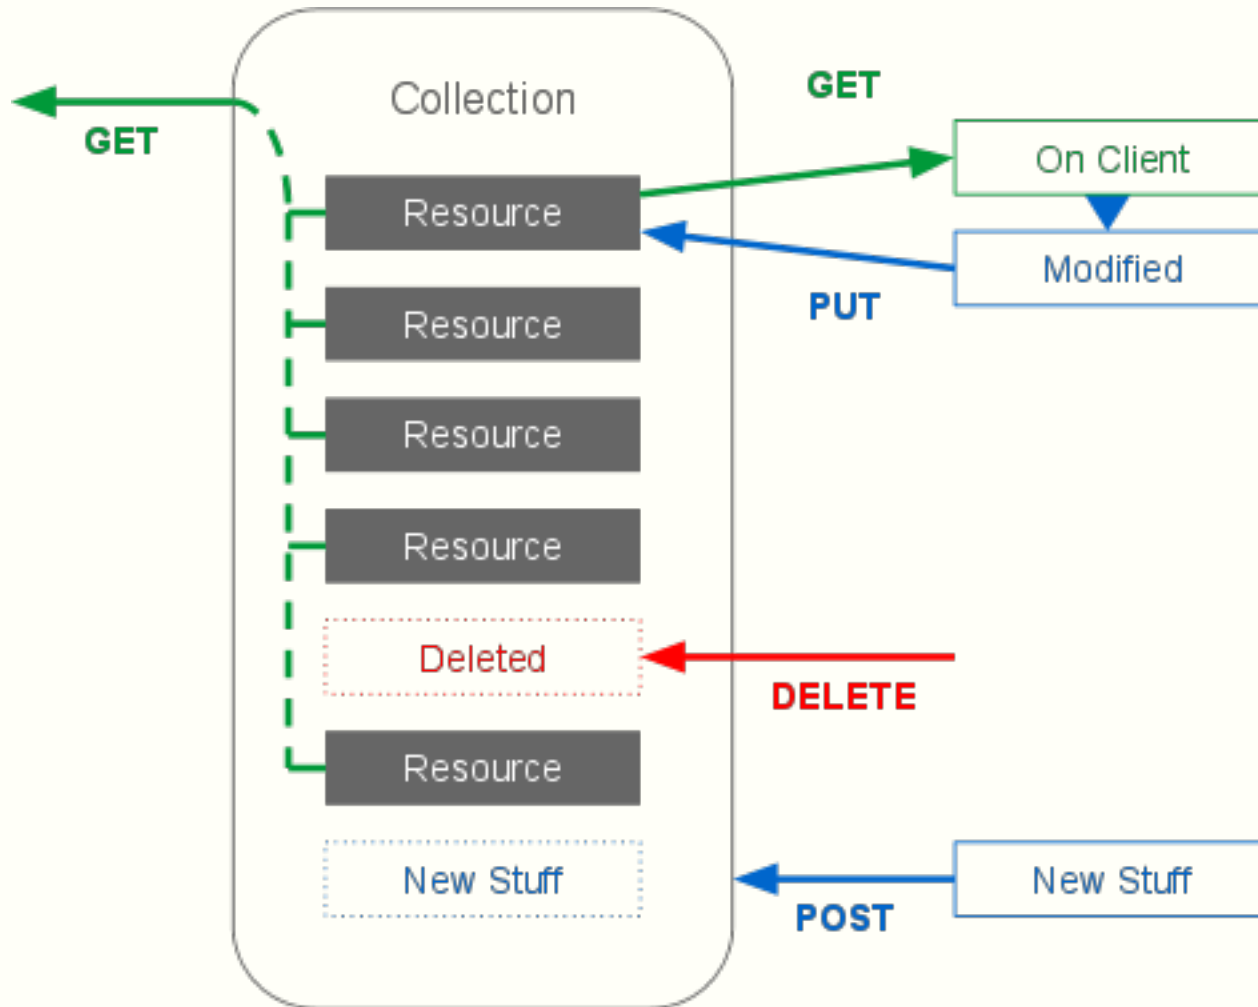 Collection
GET
GET
On Client
Resource
Modified
PUT
Resource
Resource
Resource
Deleted
DELETE
Resource
New Stuff
New Stuff
POST